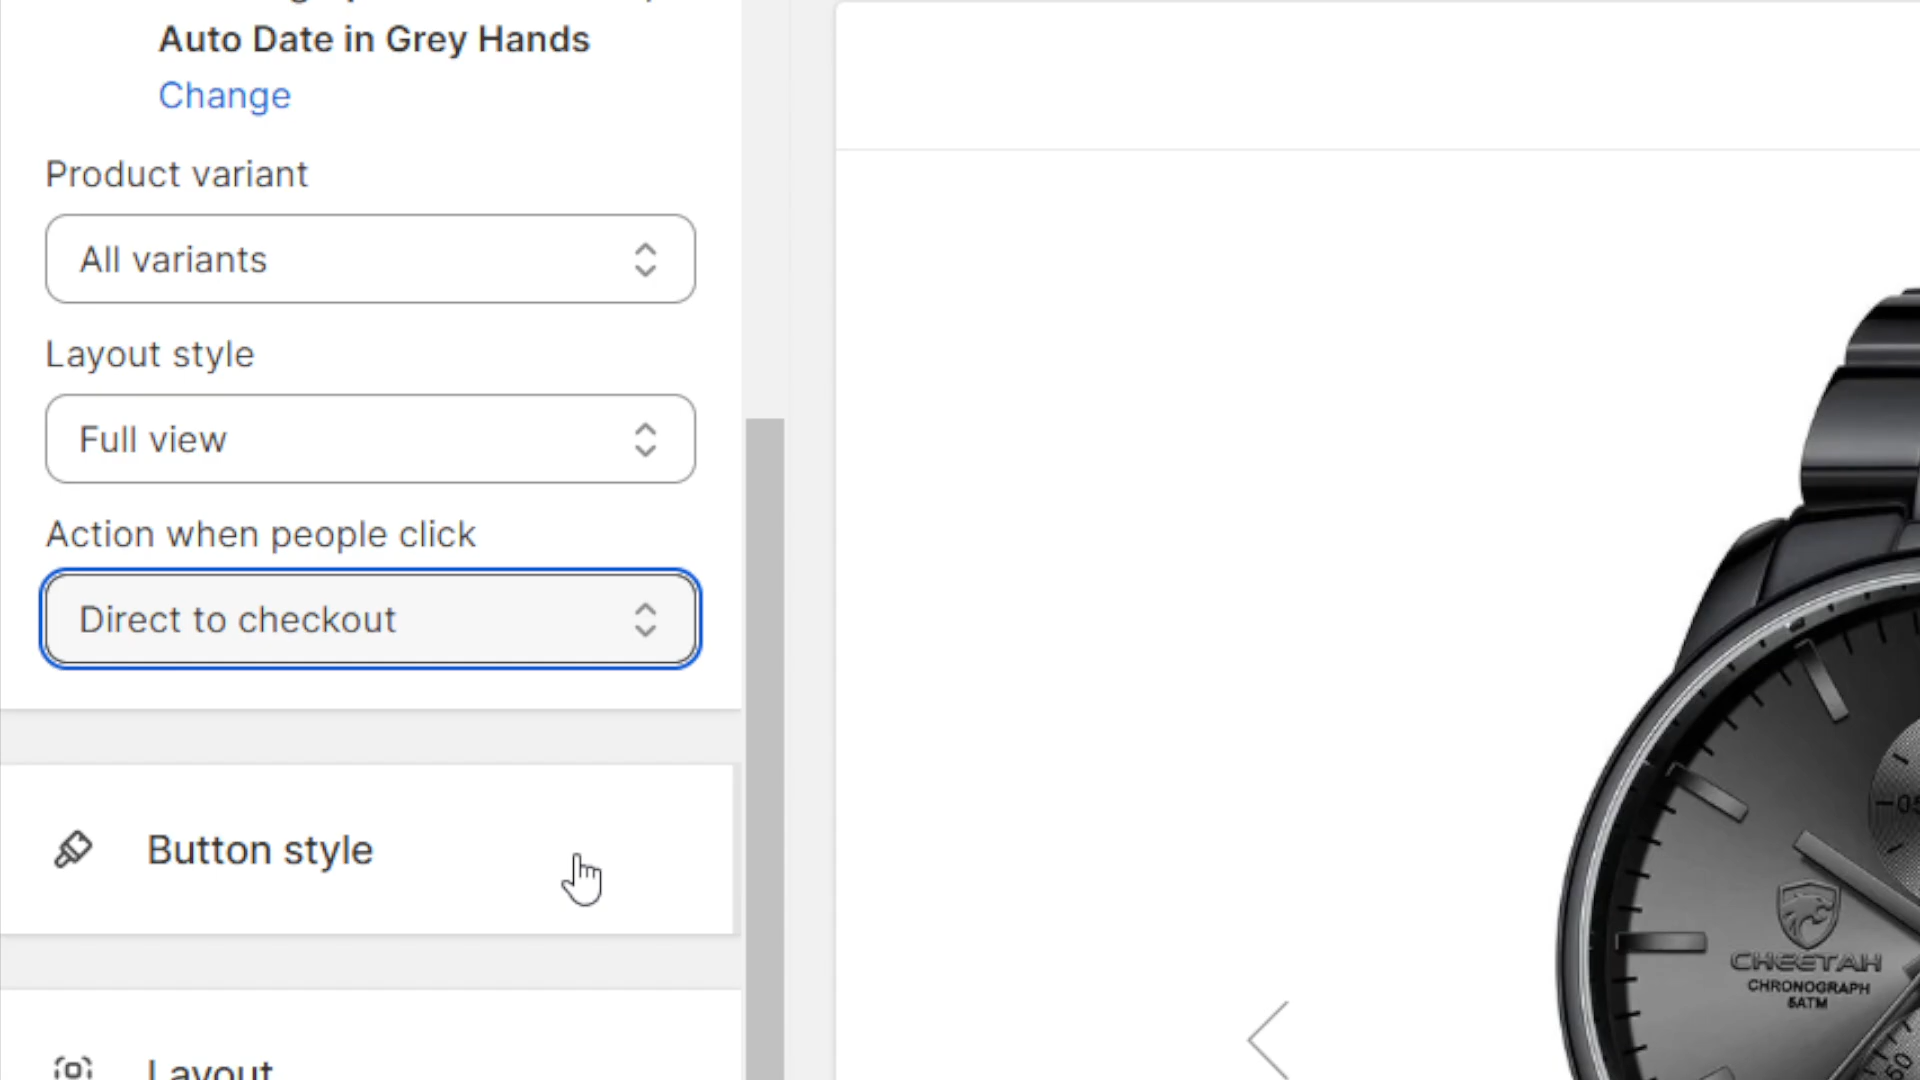 Auto Date in Grey Hands
Change
Product variant
All variants
Layout style
Full view
Action when people click
Direct to checkout
Button style
Layout
CHEETAH
CHRONOGRAPH
5ATM
50